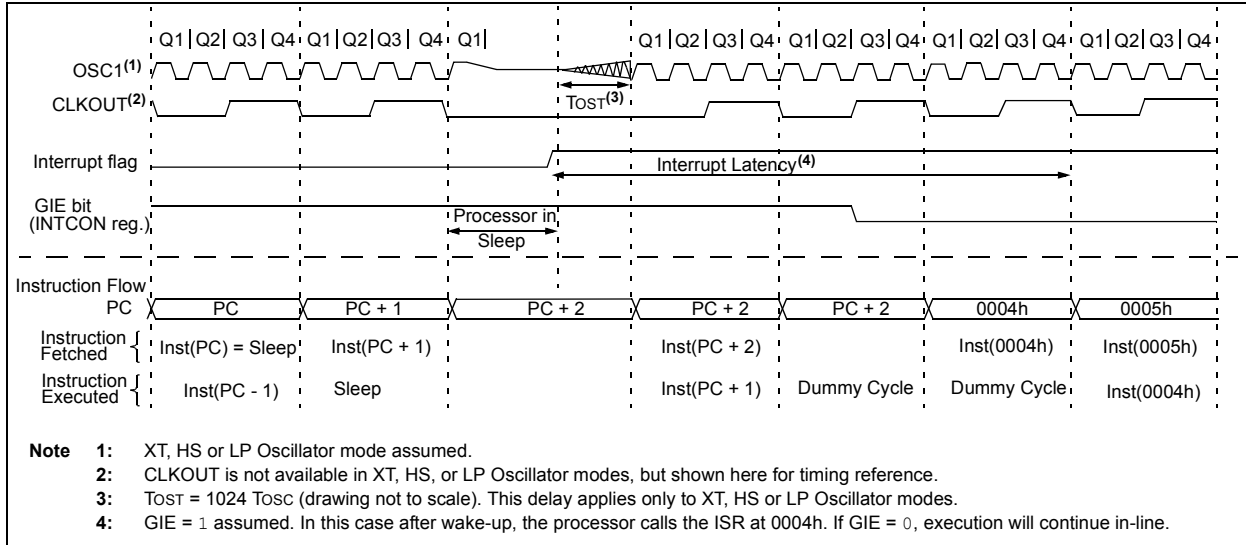 Q1| Q2| Q3| Q4 Q1 |Q2|Q3| Q4 Q1| Q1|Q2|Q3| Q4 Q1 |Q2|Q3| Q4 Q1 |Q2|Q3| Q4 Q1 |Q2|Q3| Q4
OSC1(1)
TOST(3)
CLKOUT(2)
Interrupt flag
Interrupt Latency(4)
GIE bit
(INTCON reg.)
Processor in
Sleep
Instruction Flow
PC PC PC + 1 PC + 2 PC + 2 PC + 2 0004h 0005h
Instruction
Fetched { Inst(PC) = Sleep Inst(PC + 1) Inst(PC + 2) Inst(0004h) Inst(0005h)
Instruction
Executed { Inst(PC - 1) Sleep Inst(PC + 1) Dummy Cycle Dummy Cycle Inst(0004h)
Note 1: XT, HS or LP Oscillator mode assumed.
2: CLKOUT is not available in XT, HS, or LP Oscillator modes, but shown here for timing reference.
3: TOST = 1024 TOSC (drawing not to scale). This delay applies only to XT, HS or LP Oscillator modes.
4: GIE = 1 assumed. In this case after wake-up, the processor calls the ISR at 0004h. If GIE = 0, execution will continue in-line.